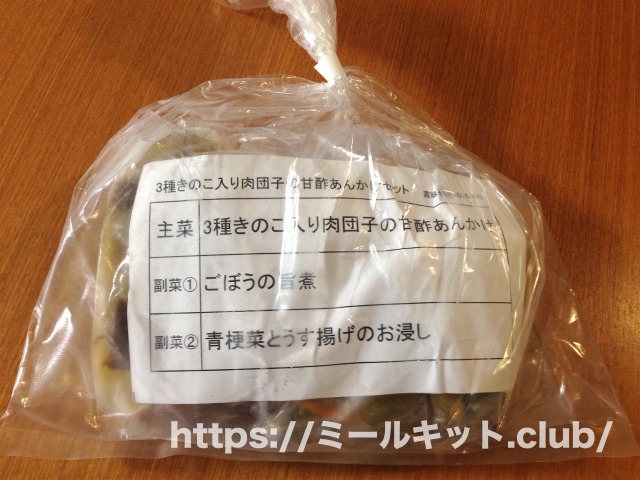 3種きのこ入り肉団子の甘酢あんかけセット
主菜 3種きのこ入り肉団子の甘酢あんかけ
副菜① ごぼうの旨煮
副菜② 青梗菜とうす揚げのお浸し
https://ミールキット.club/